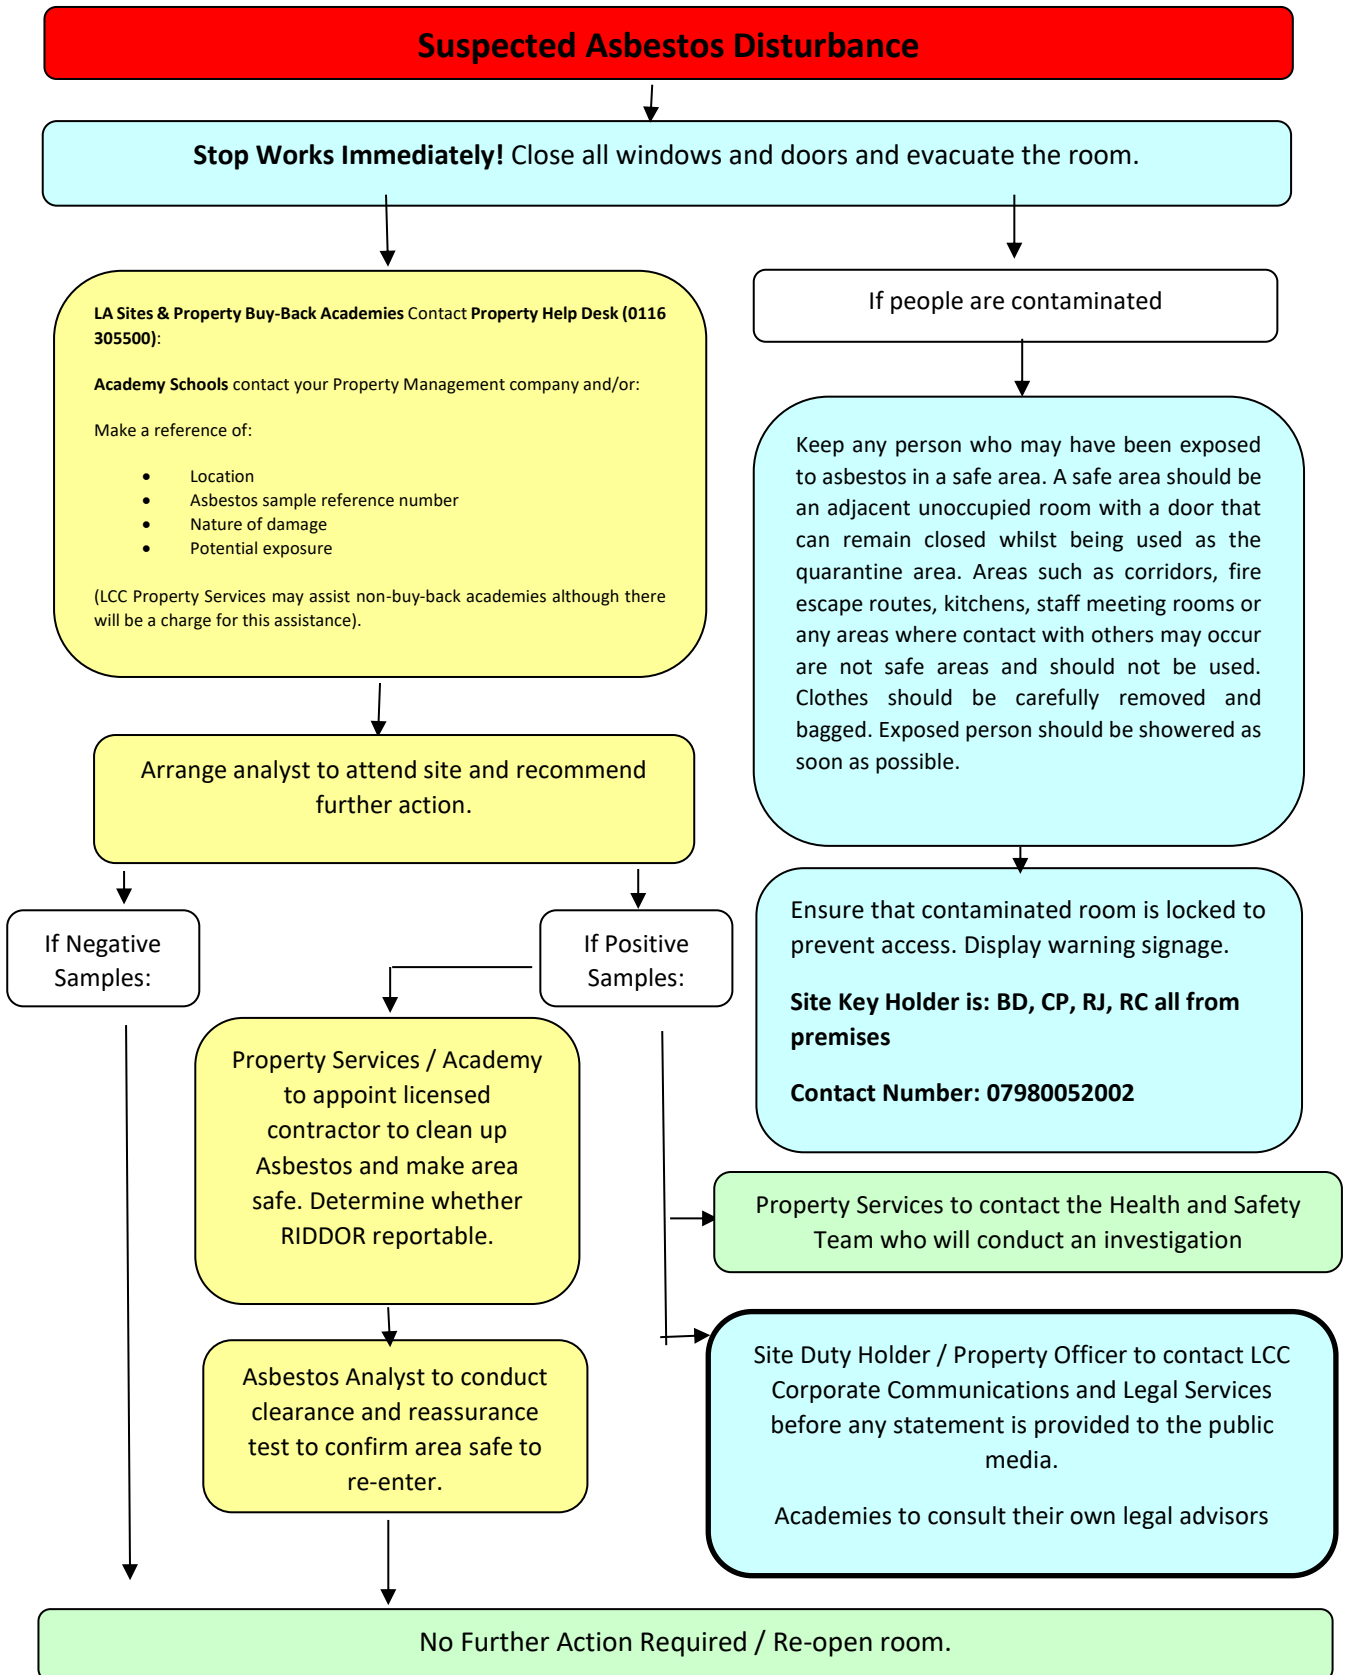 Suspected Asbestos Disturbance
Stop Works Immediately! Close all windows and doors and evacuate the room.
LA Sites & Property Buy-Back Academies Contact Property Help Desk (0116
305500):
Academy Schools contact your Property Management company and/or:
Make a reference of:
• Location
• Asbestos sample reference number
• Nature of damage
• Potential exposure
(LCC Property Services may assist non-buy-back academies although there
will be a charge for this assistance).
If people are contaminated
Keep any person who may have been exposed
to asbestos in a safe area. A safe area should be
an adjacent unoccupied room with a door that
can remain closed whilst being used as the
quarantine area. Areas such as corridors, fire
escape routes, kitchens, staff meeting rooms or
any areas where contact with others may occur
are not safe areas and should not be used.
Clothes should be carefully removed and
bagged. Exposed person should be showered as
soon as possible.
Arrange analyst to attend site and recommend
further action.
If Negative
Samples:
If Positive
Samples:
Ensure that contaminated room is locked to
prevent access. Display warning signage.
Site Key Holder is: BD, CP, RJ, RC all from
premises
Contact Number: 07980052002
Property Services / Academy
to appoint licensed
contractor to clean up
Asbestos and make area
safe. Determine whether
RIDDOR reportable.
Property Services to contact the Health and Safety
Team who will conduct an investigation
Asbestos Analyst to conduct
clearance and reassurance
test to confirm area safe to
re-enter.
Site Duty Holder / Property Officer to contact LCC
Corporate Communications and Legal Services
before any statement is provided to the public
media.
Academies to consult their own legal advisors
No Further Action Required / Re-open room.